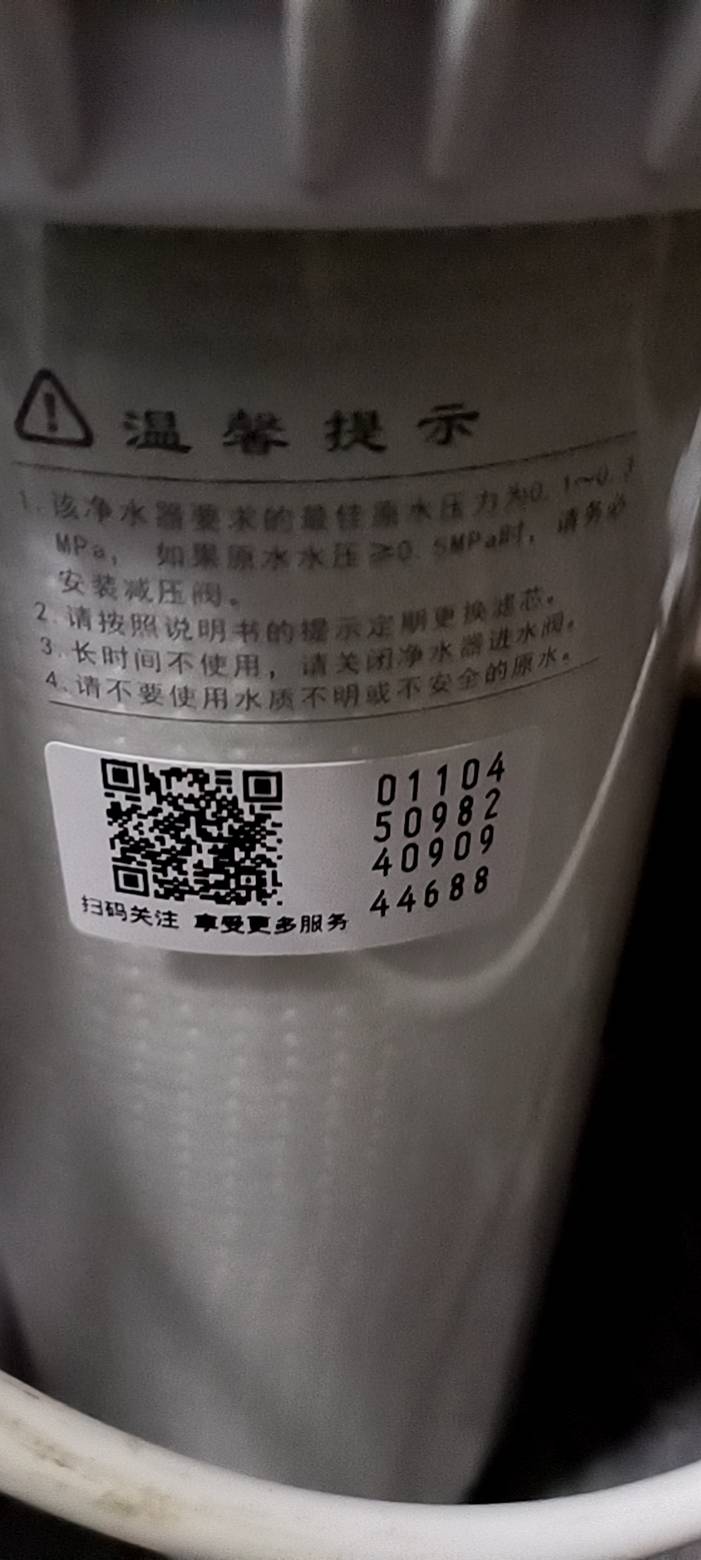 温馨提示
1.该净水器要求的最佳原水压力为0.1~0.3
MPa，如果原水水压≥0.5MPa时，请务必
安装减压阀。
2.请按照说明书的提示定期更换滤芯。
3.长时间不使用，请关闭净水器进水阀。
4.请不要使用水质不明或不安全的原水。
01104
50982
40909
44688
扫码关注 享受更多服务